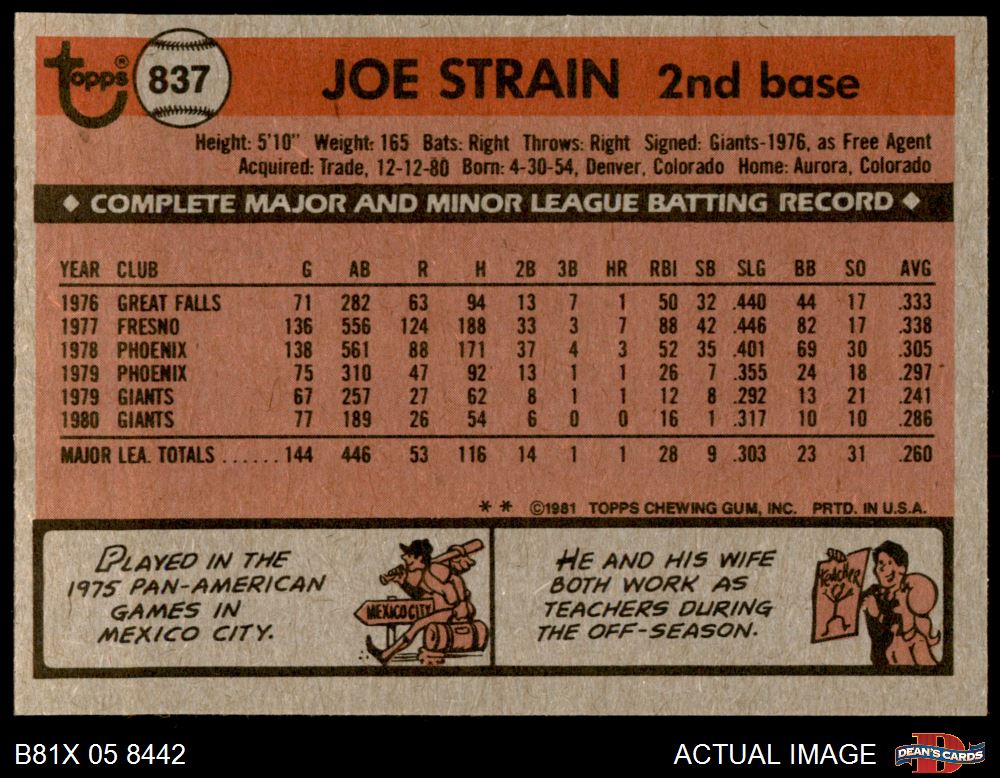 topps® 837 JOE STRAIN 2nd base
Height: 5'10" Weight: 165 Bats: Right Throws: Right Signed: Giants-1976, as Free Agent
Acquired: Trade, 12-12-80 Born: 4-30-54, Denver, Colorado Home: Aurora, Colorado
◆ COMPLETE MAJOR AND MINOR LEAGUE BATTING RECORD ◆
YEAR CLUB G AB R H 2B 3B HR RBI SB SLG BB SO AVG
1976 GREAT FALLS 71 282 63 94 13 7 1 50 32 .440 44 17 .333
1977 FRESNO 136 556 124 188 33 3 7 88 42 .446 82 17 .338
1978 PHOENIX 138 561 88 171 37 4 3 52 35 .401 69 30 .305
1979 PHOENIX 75 310 47 92 13 1 1 26 7 .355 24 18 .297
1979 GIANTS 67 257 27 62 8 1 1 12 8 .292 13 21 .241
1980 GIANTS 77 189 26 54 6 0 0 16 1 .317 10 10 .286
MAJOR LEA. TOTALS ......144 446 53 116 14 1 1 28 9 .303 23 31 .260
* * ©1981 TOPPS CHEWING GUM, INC. PRTD. IN U.S.A.
PLAYED IN THE
1975 PAN-AMERICAN
GAMES IN
MEXICO CITY.
MEXICO CITY
HE AND HIS WIFE
BOTH WORK AS
TEACHERS DURING
THE OFF-SEASON.
TEACHER
B81X 05 8442 ACTUAL IMAGE DEAN'S CARDS